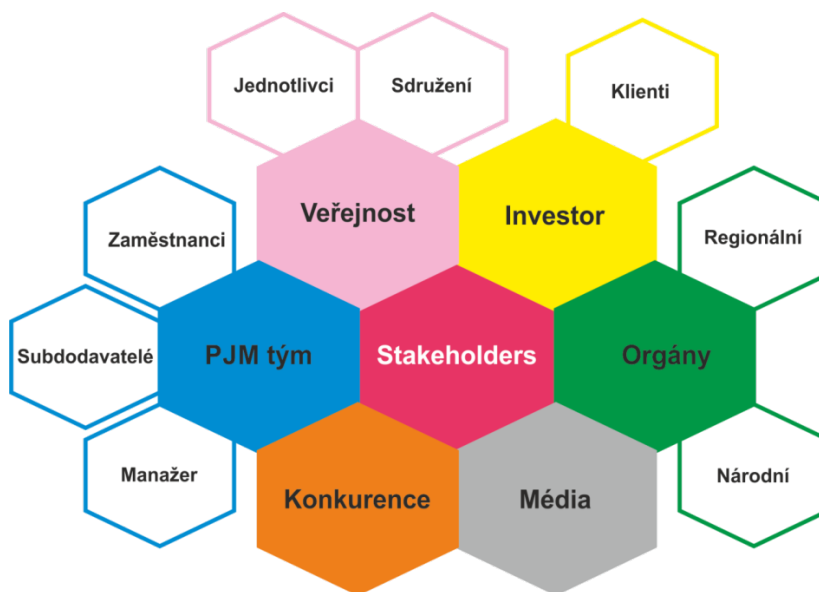 Jednotlivci
Sdružení
Klienti
Veřejnost
Investor
Zaměstnanci
Regionální
Subdodavatelé
PJM tým
Stakeholders
Orgány
Manažer
Konkurence
Média
Národní